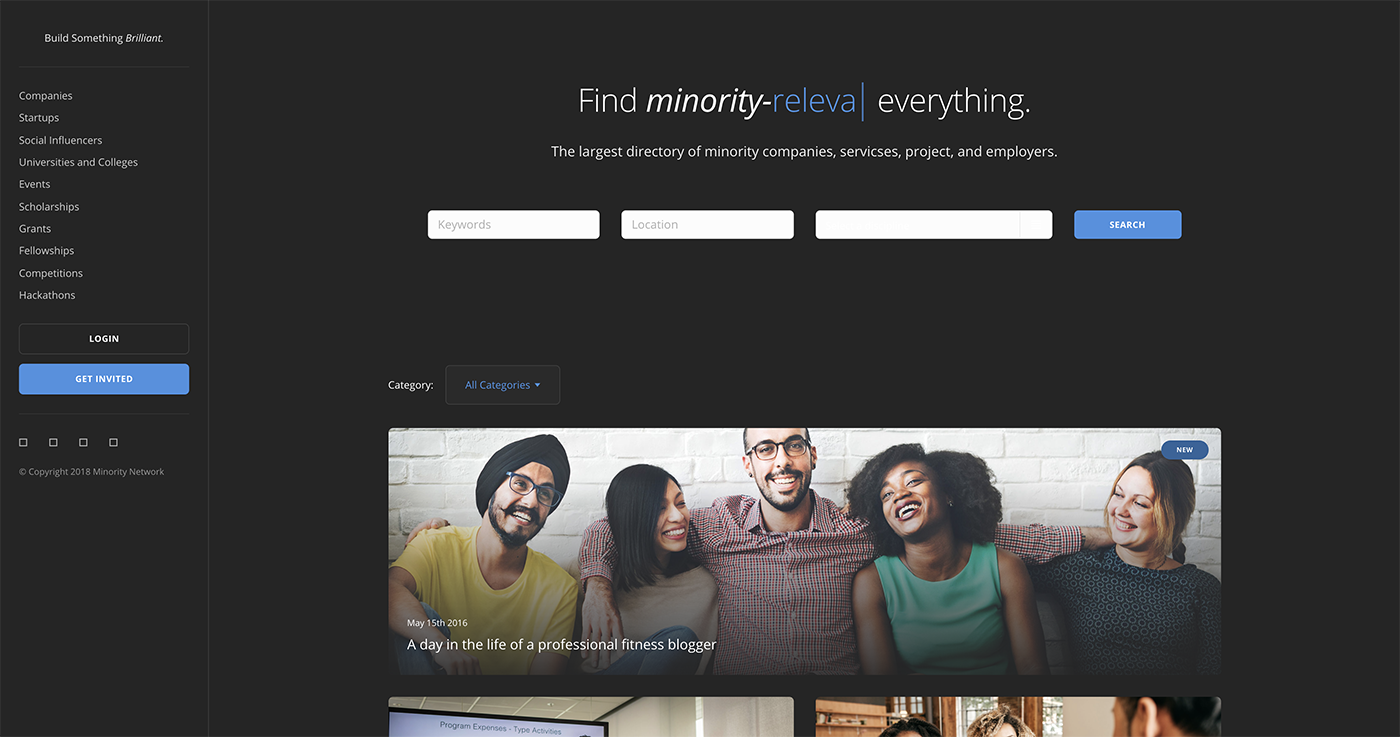 Build Something Brilliant.
Companies
Startups
Social Influencers
Universities and Colleges
Events
Scholarships
Grants
Fellowships
Competitions
Hackathons
LOGIN
GET INVITED
© Copyright 2018 Minority Network
Find minority-releva| everything.
The largest directory of minority companies, servicses, project, and employers.
Keywords
Location
SEARCH
Category:
All Categories
NEW
May 15th 2016
A day in the life of a professional fitness blogger
Program Expenses - Type Activities